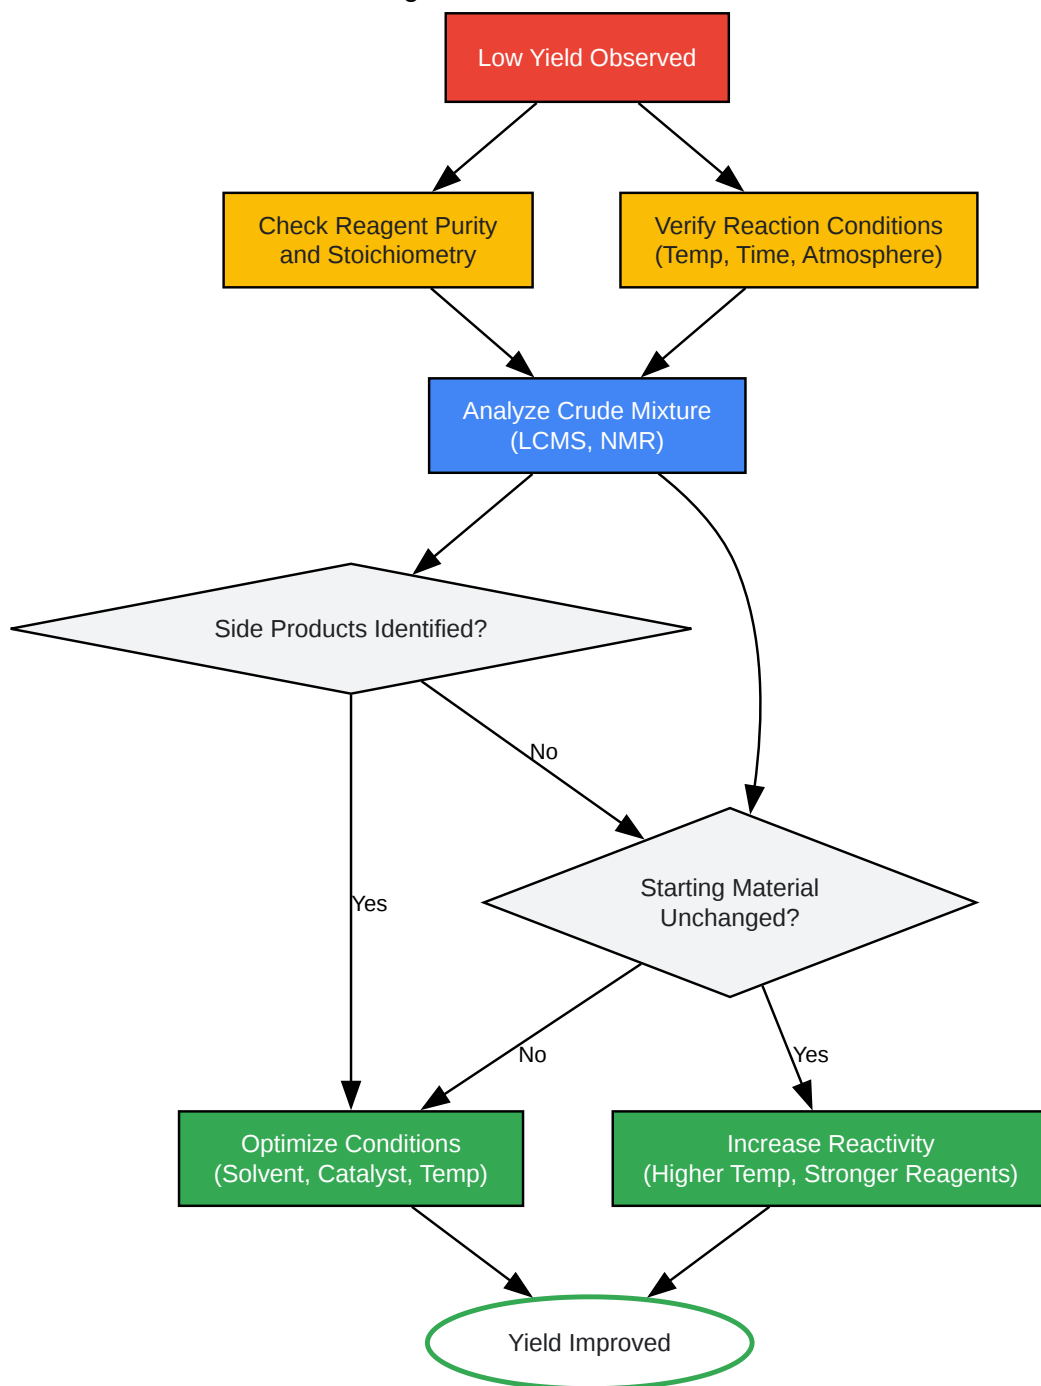 Low Yield Observed
Check Reagent Purity
and Stoichiometry
Verify Reaction Conditions
(Temp, Time, Atmosphere)
Analyze Crude Mixture
(LCMS, NMR)
Side Products Identified?
No
Starting Material
Unchanged?
Yes
No
Yes
Optimize Conditions
(Solvent, Catalyst, Temp)
Increase Reactivity
(Higher Temp, Stronger Reagents)
Yield Improved